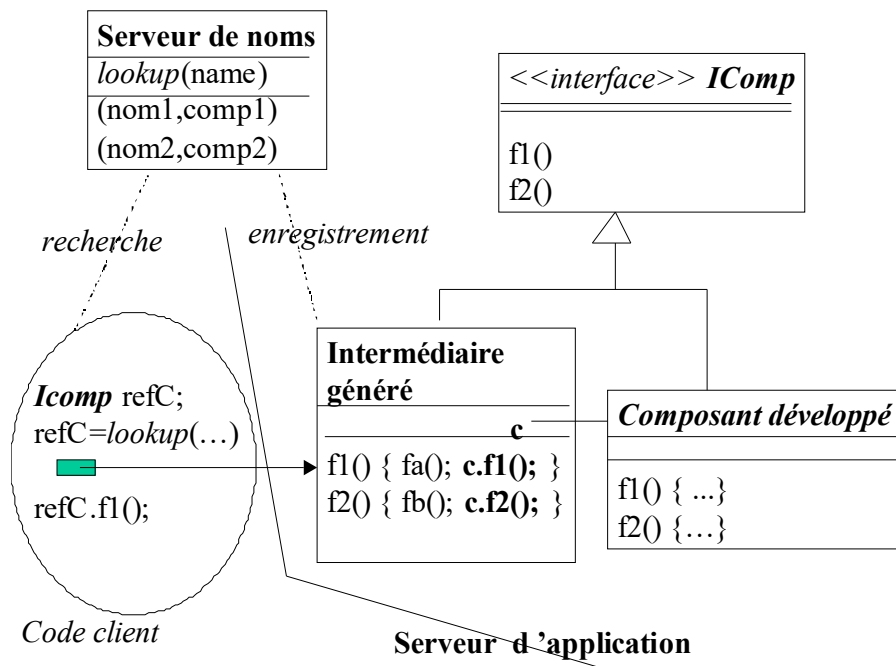 Serveur de noms
lookup(name)
(nom1,comp1)
(nom2,comp2)
<<interface>> IComp
f1()
f2()
recherche
enregistrement
Icomp refC;
refC=lookup(…)
refC.f1();
Code client
Intermédiaire
généré
c
f1() { fa(); c.f1(); }
f2() { fb(); c.f2(); }
Composant développé
f1() { ...}
f2() {…}
Serveur d ’application